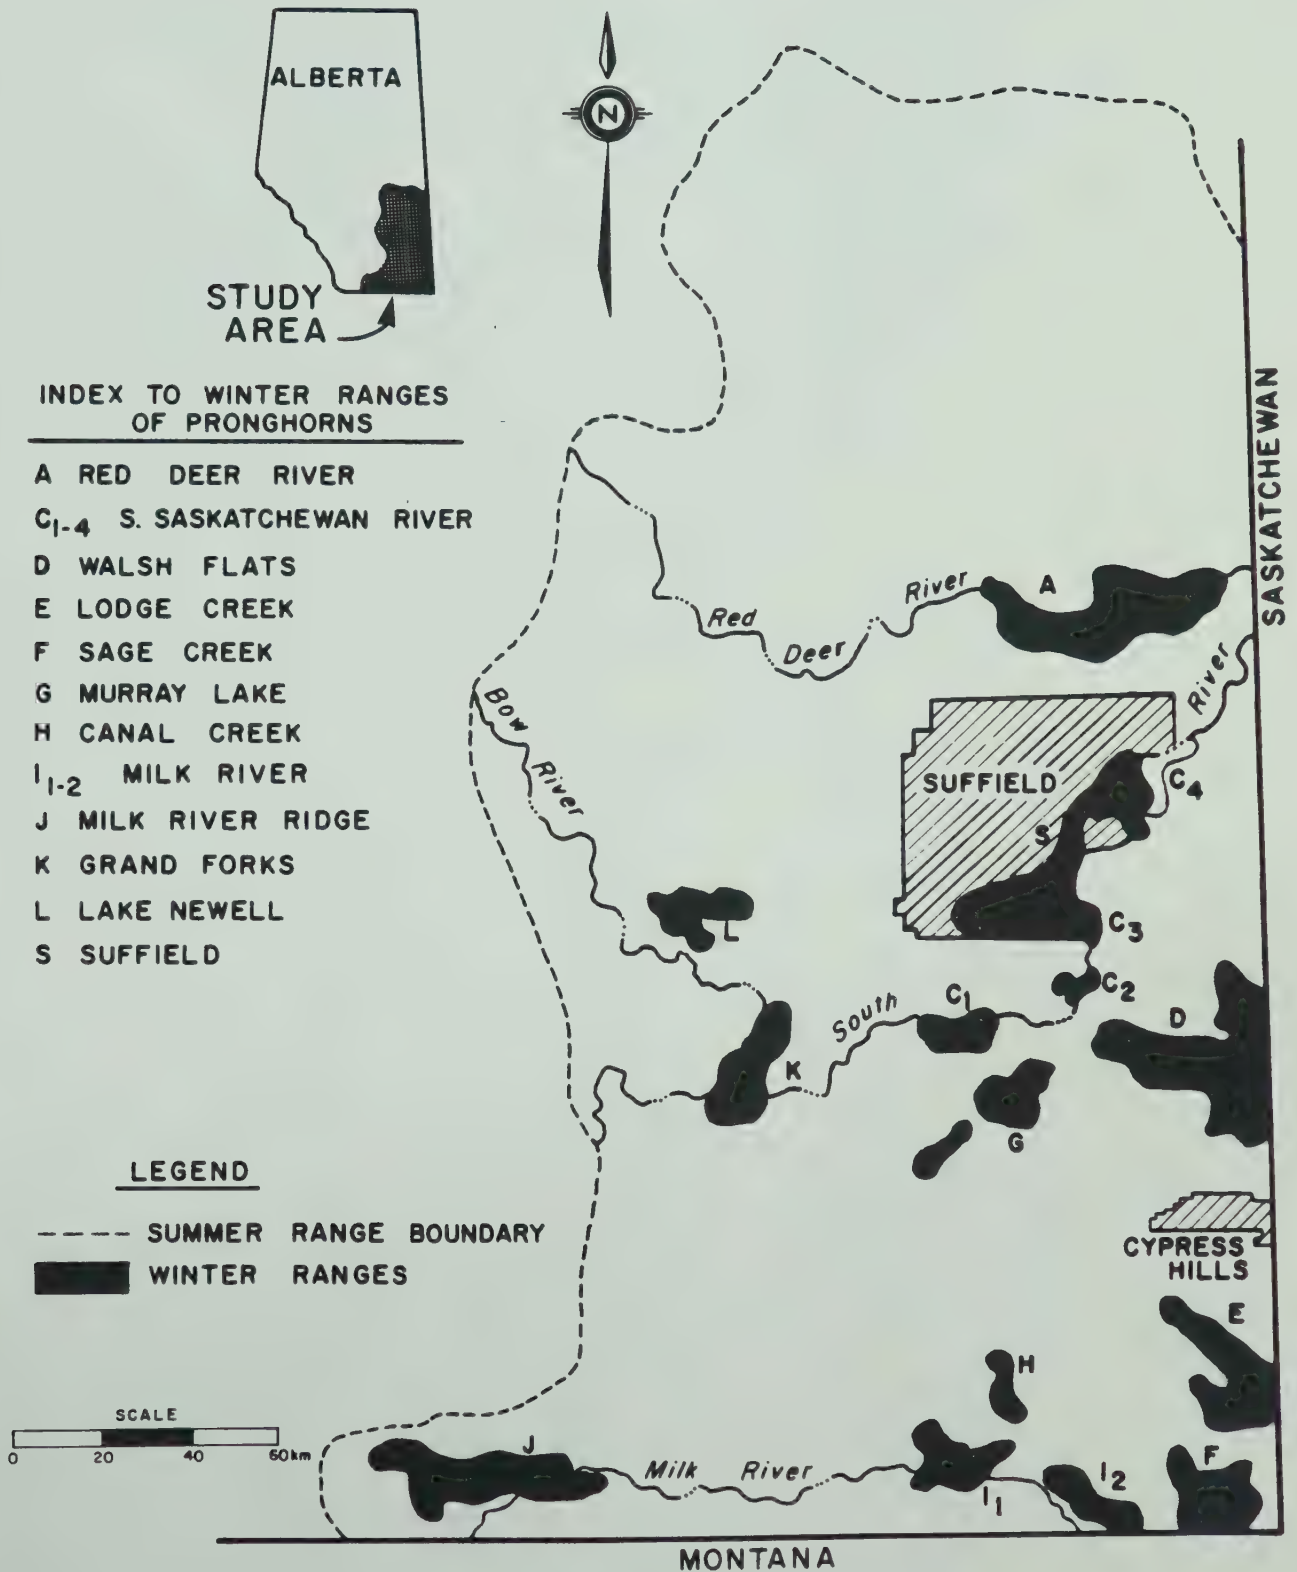 ALBERTA
N
STUDY
AREA
INDEX TO WINTER RANGES
OF PRONGHORNS
A RED DEER RIVER
C1-4 S. SASKATCHEWAN RIVER
D WALSH FLATS
E LODGE CREEK
F SAGE CREEK
G MURRAY LAKE
H CANAL CREEK
I1-2 MILK RIVER
J MILK RIVER RIDGE
K GRAND FORKS
L LAKE NEWELL
S SUFFIELD
SASKATCHEWAN
A
Red Deer River
Bow River
River
SUFFIELD
C4
S
C3
L
C2
C1
South
D
K
G
CYPRESS
HILLS
E
H
LEGEND
SUMMER RANGE BOUNDARY
WINTER RANGES
SCALE
0 20 40 60km
J
Milk River
I1
I2
F
MONTANA